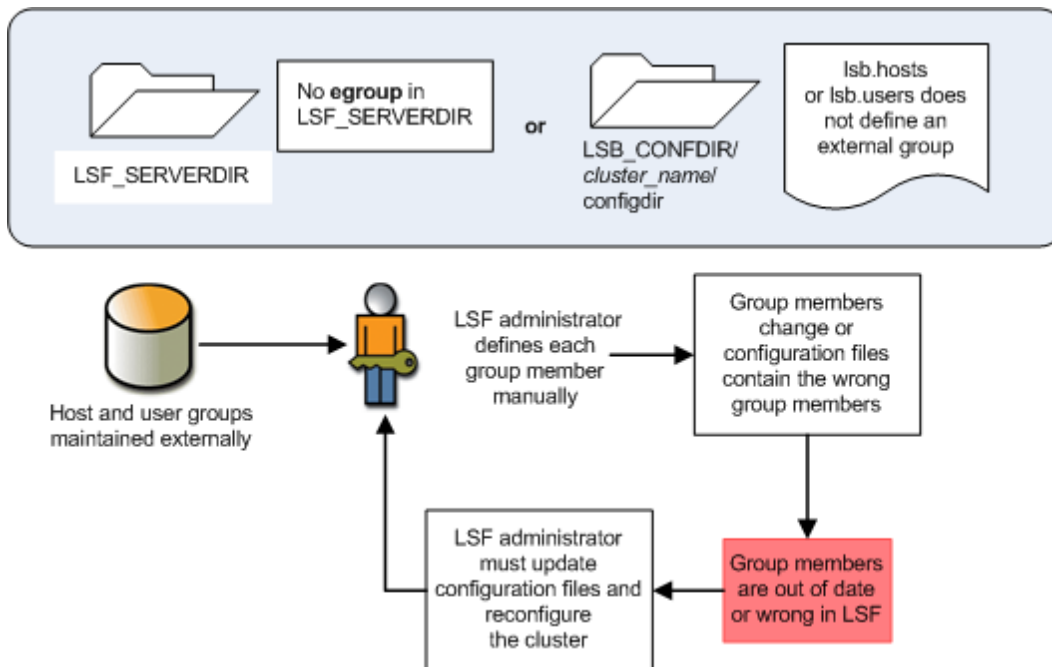 LSF_SERVERDIR
No egroup in
LSF_SERVERDIR
or
LSB_CONFDIR/
cluster_name/
configdir
lsb.hosts
or lsb.users does
not define an
external group
Host and user groups
maintained externally
LSF administrator
defines each
group member
manually
Group members
change or
configuration files
contain the wrong
group members
Group members
are out of date
or wrong in LSF
LSF administrator
must update
configuration files and
reconfigure
the cluster